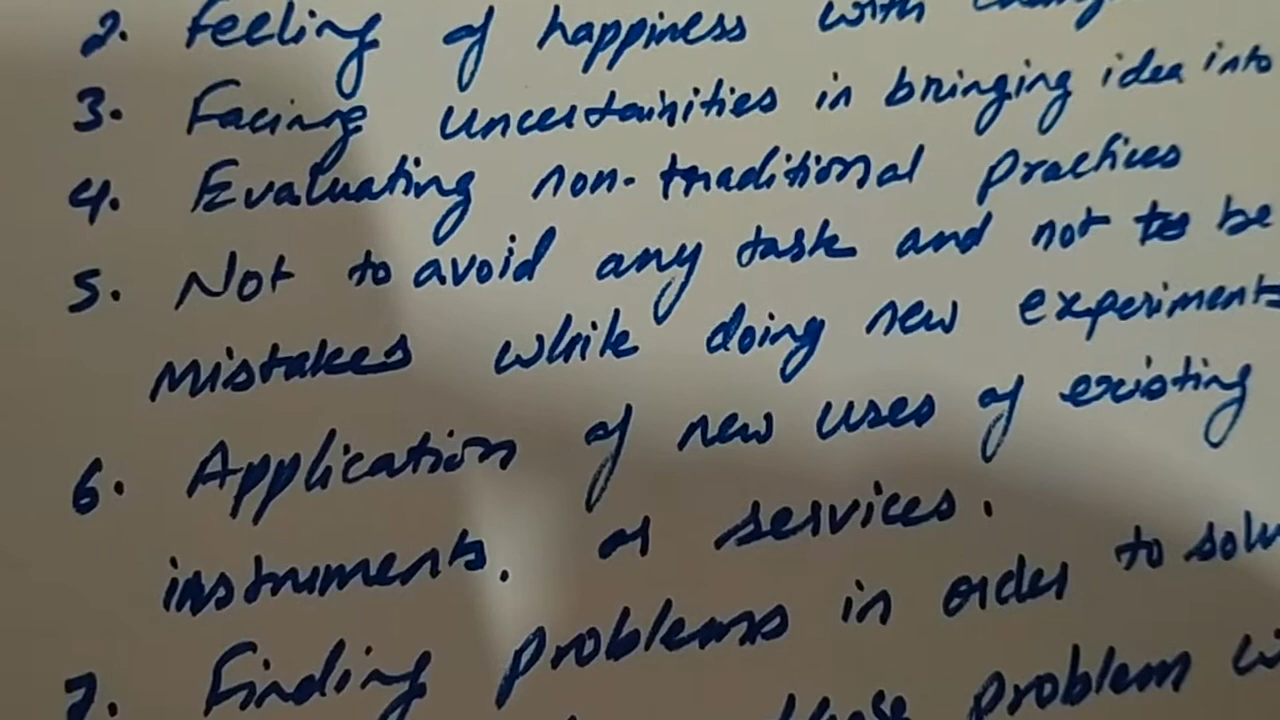 2. Feeling of happiness with
3. Facing uncertainities in bringing idea into
4. Evaluating non-traditional practices
5. Not to avoid any task and not to be
mistakes while doing new experiments
6. Application of new uses of existing
instruments. or services.
7. Finding problems in order to
those problem